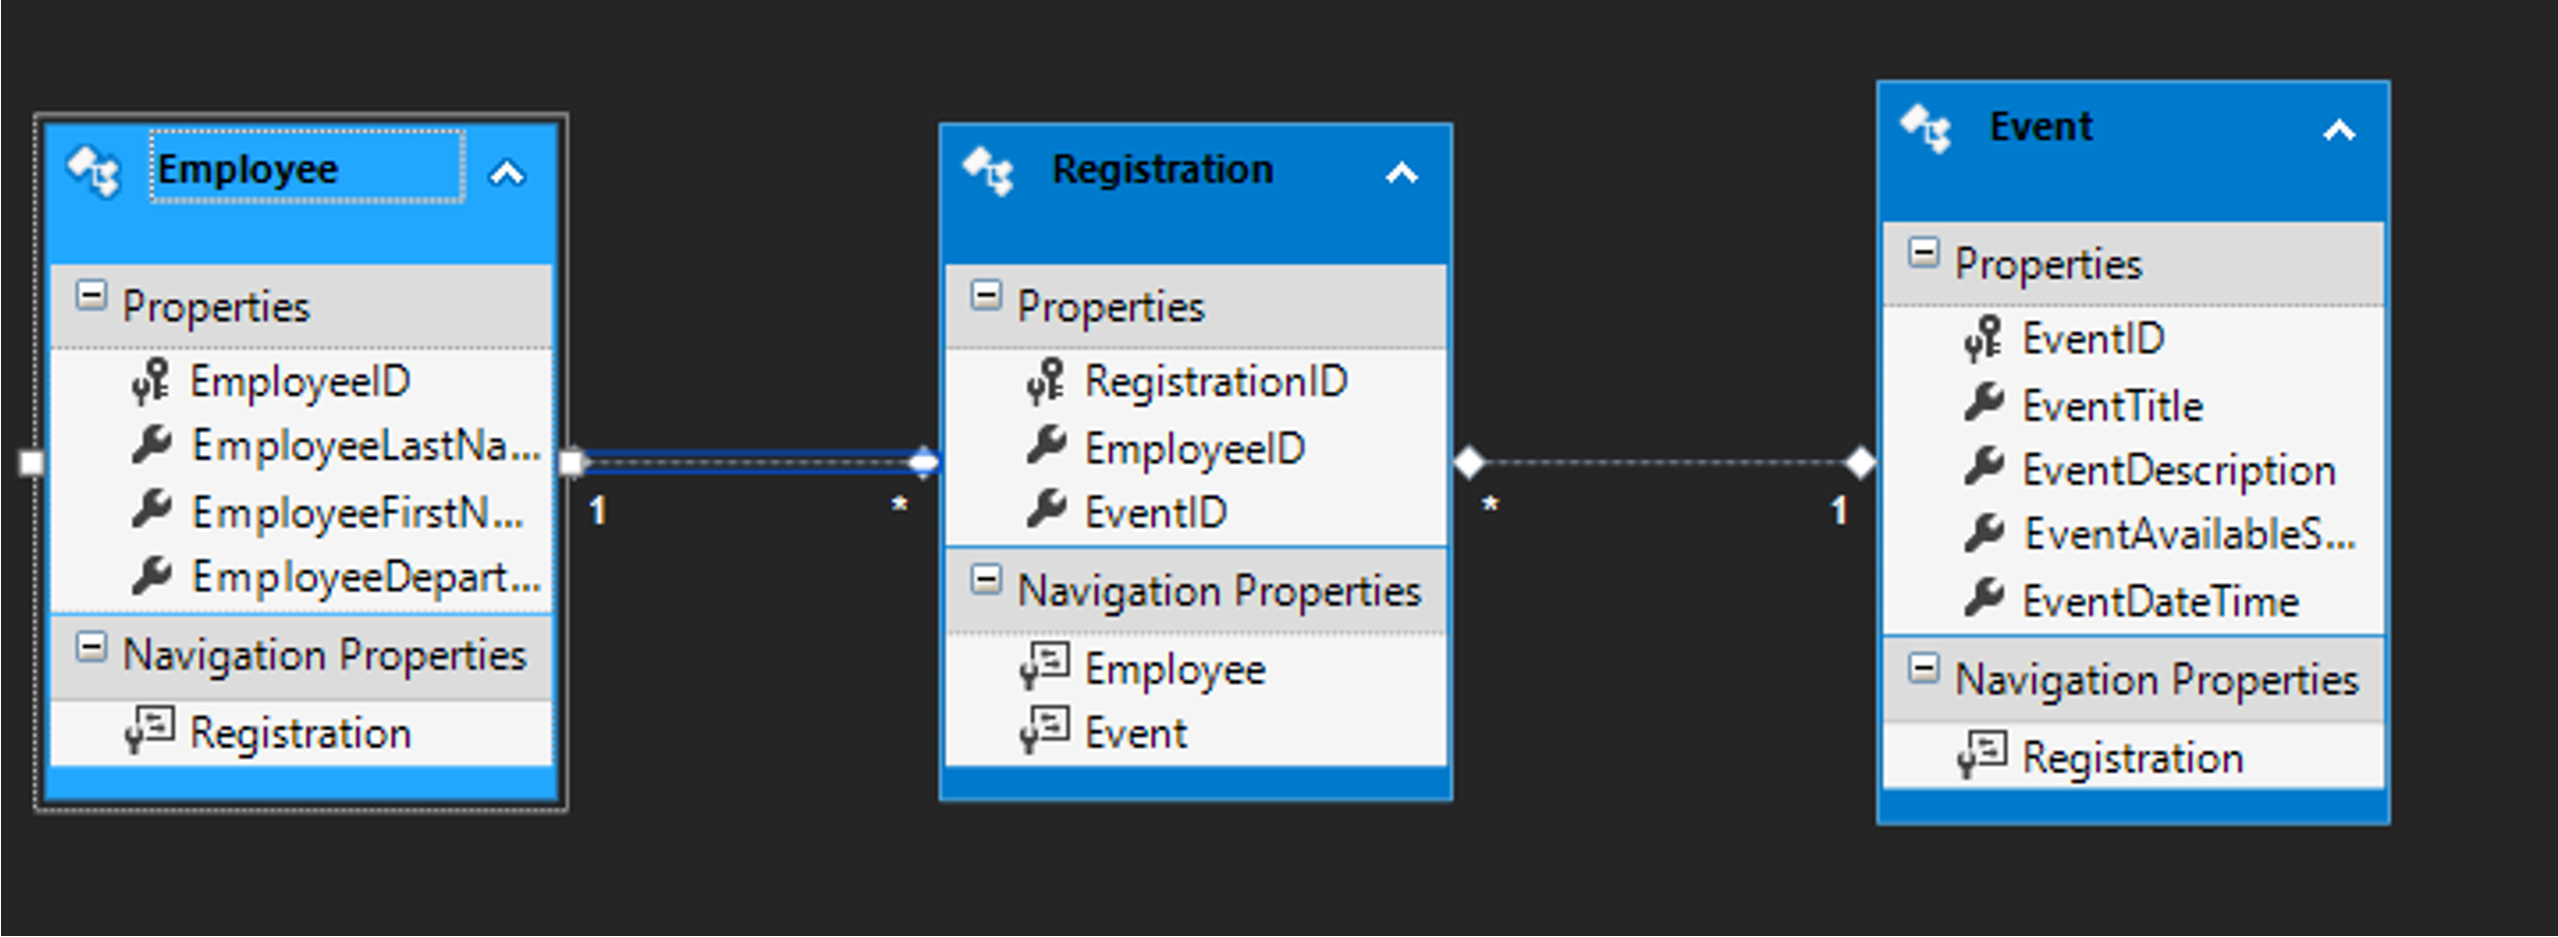 Employee
Properties
EmployeeID
EmployeeLastNa...
EmployeeFirstN...
EmployeeDepart...
Navigation Properties
Registration
1
*
Registration
Properties
RegistrationID
EmployeeID
EventID
Navigation Properties
Employee
Event
*
1
Event
Properties
EventID
EventTitle
EventDescription
EventAvailableS...
EventDateTime
Navigation Properties
Registration